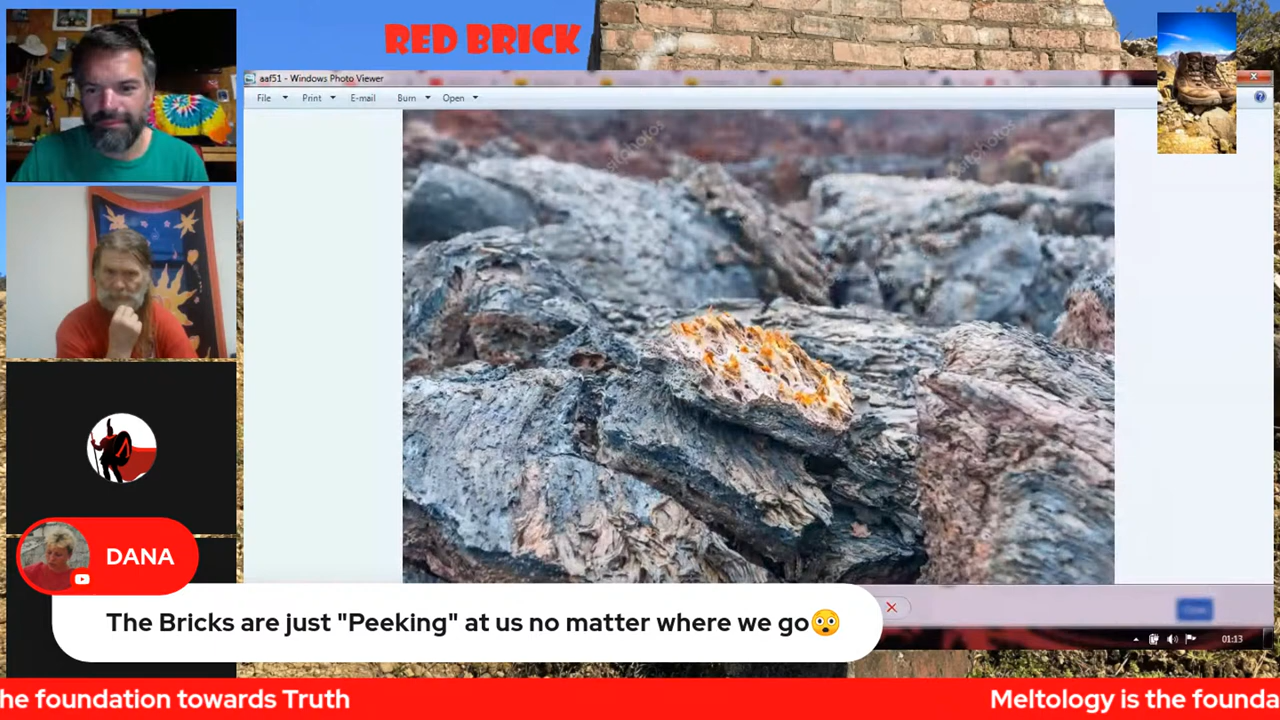 RED BRICK
aaf51 - Windows Photo Viewer
File Print E-mail Burn Open
DANA
The Bricks are just "Peeking" at us no matter where we go😳
01:13
he foundation towards Truth
Meltology is the founda